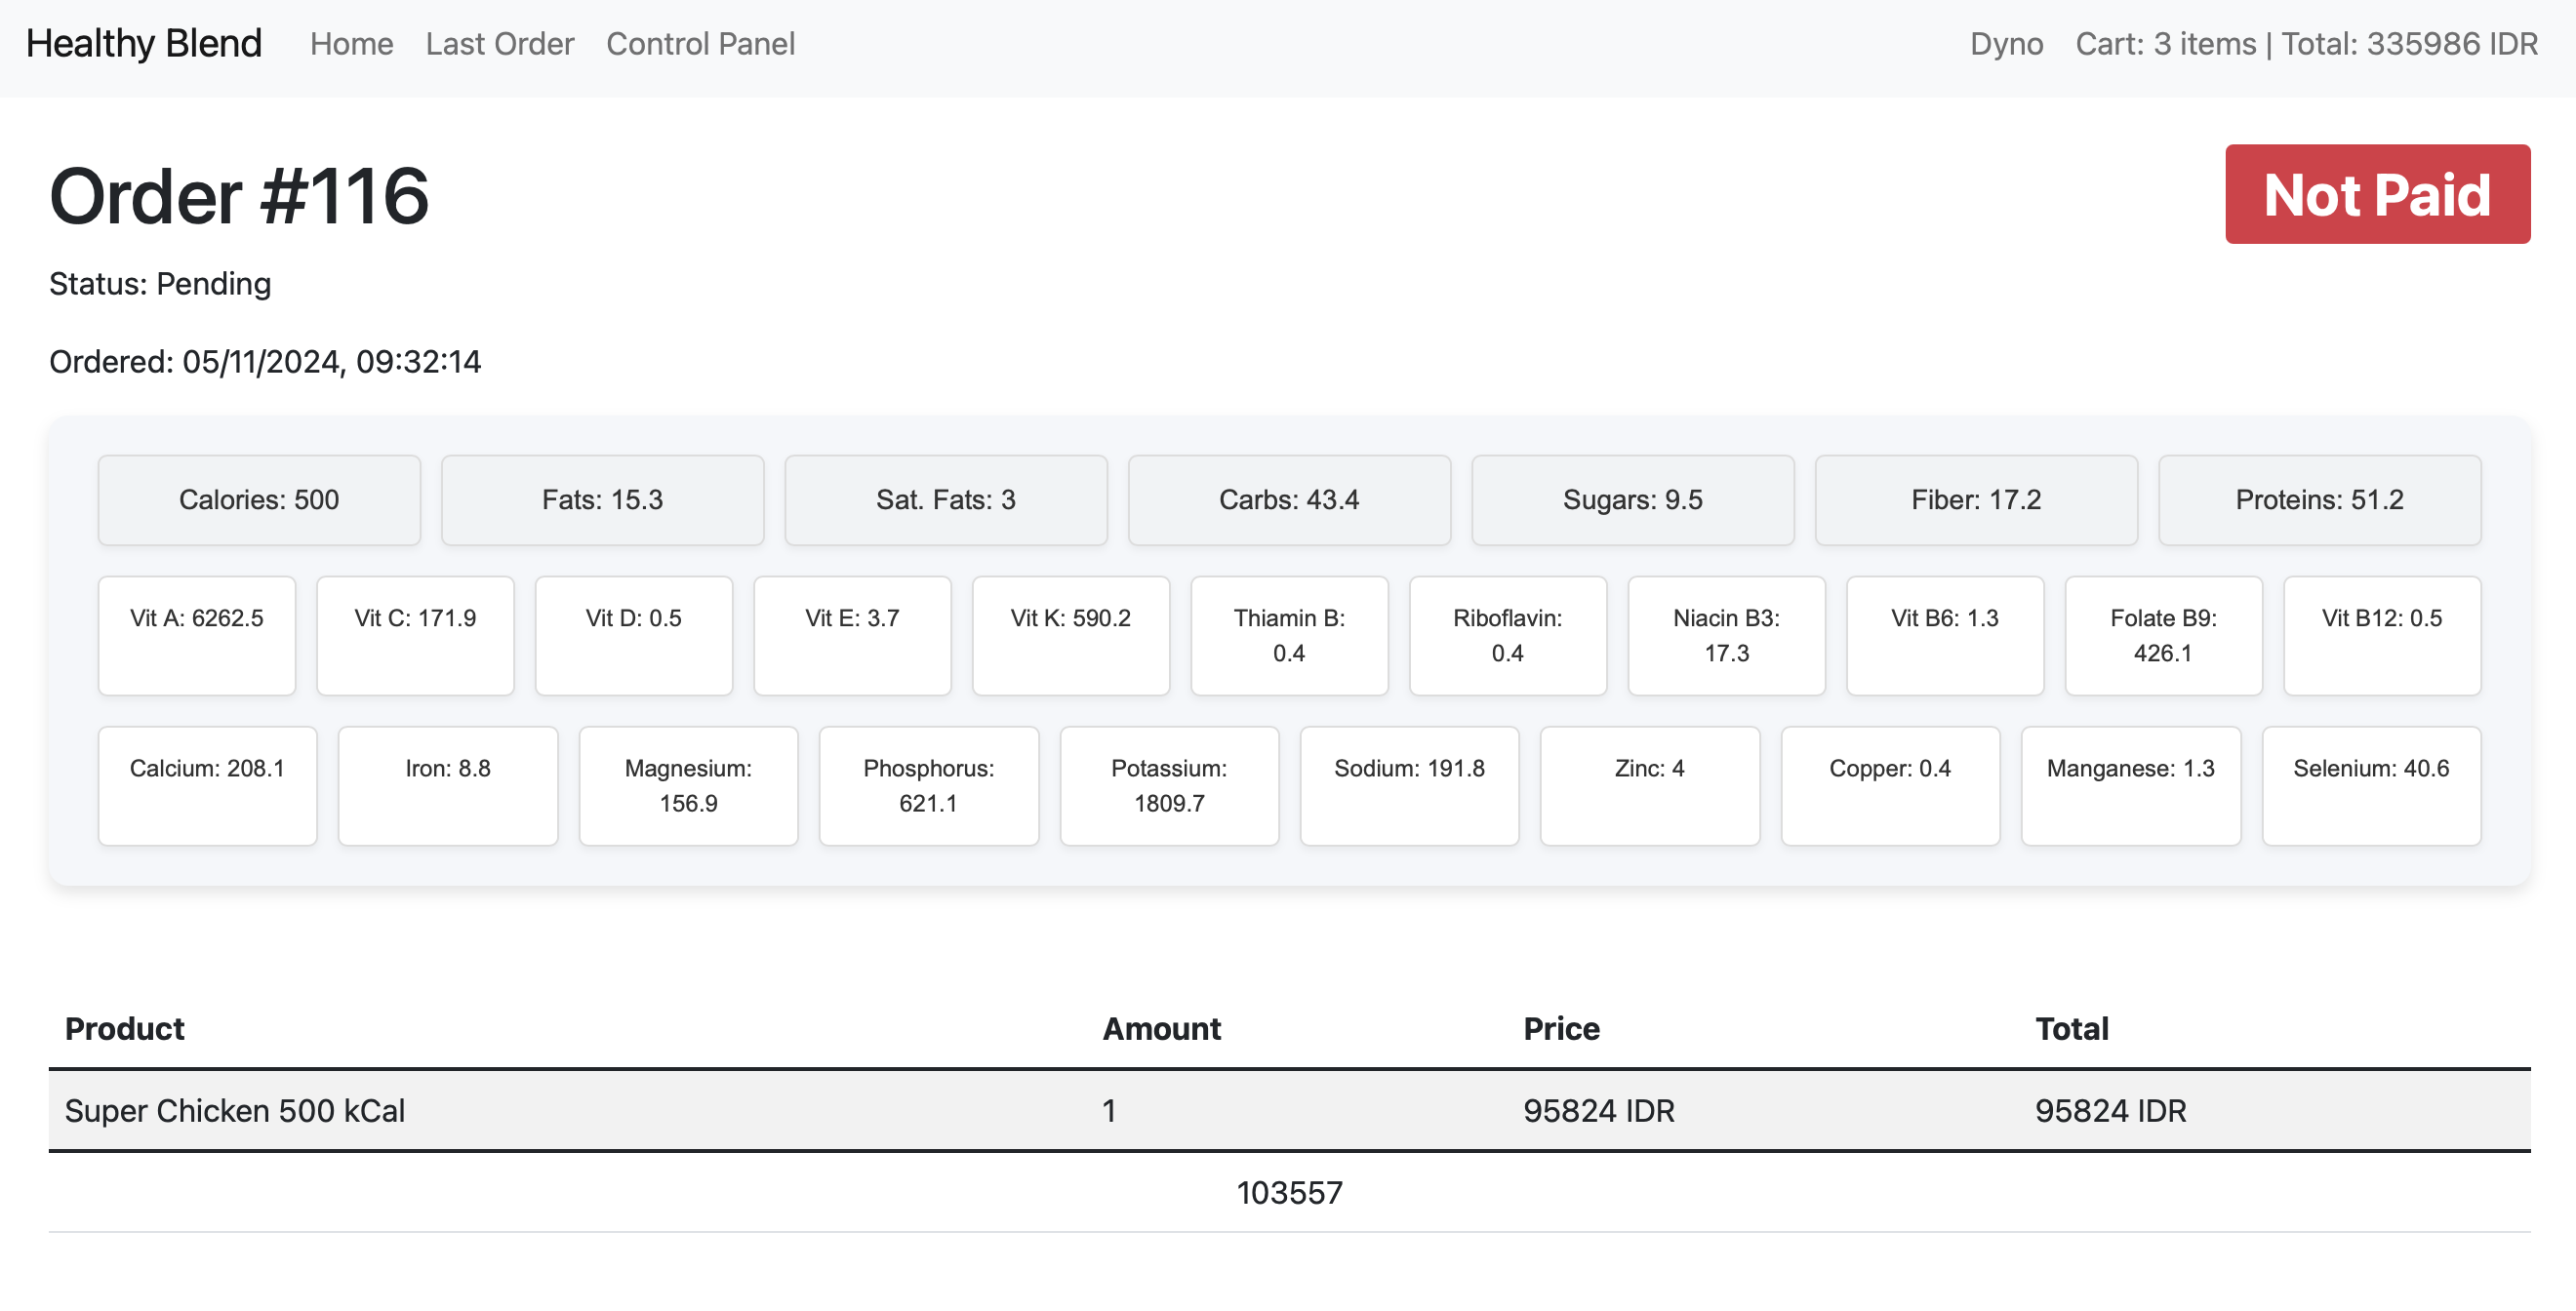 Healthy Blend Home Last Order Control Panel Dyno Cart: 3 items | Total: 335986 IDR
Order #116
Not Paid
Status: Pending
Ordered: 05/11/2024, 09:32:14
Calories: 500 Fats: 15.3 Sat. Fats: 3 Carbs: 43.4 Sugars: 9.5 Fiber: 17.2 Proteins: 51.2
Vit A: 6262.5
Vit C: 171.9
Vit D: 0.5
Vit E: 3.7
Vit K: 590.2
Thiamin B:
0.4
Riboflavin:
0.4
Niacin B3:
17.3
Vit B6: 1.3
Folate B9:
426.1
Vit B12: 0.5
Calcium: 208.1
Iron: 8.8
Magnesium:
156.9
Phosphorus:
621.1
Potassium:
1809.7
Sodium: 191.8
Zinc: 4
Copper: 0.4
Manganese: 1.3
Selenium: 40.6
Product Amount Price Total
Super Chicken 500 kCal 1 95824 IDR 95824 IDR
103557